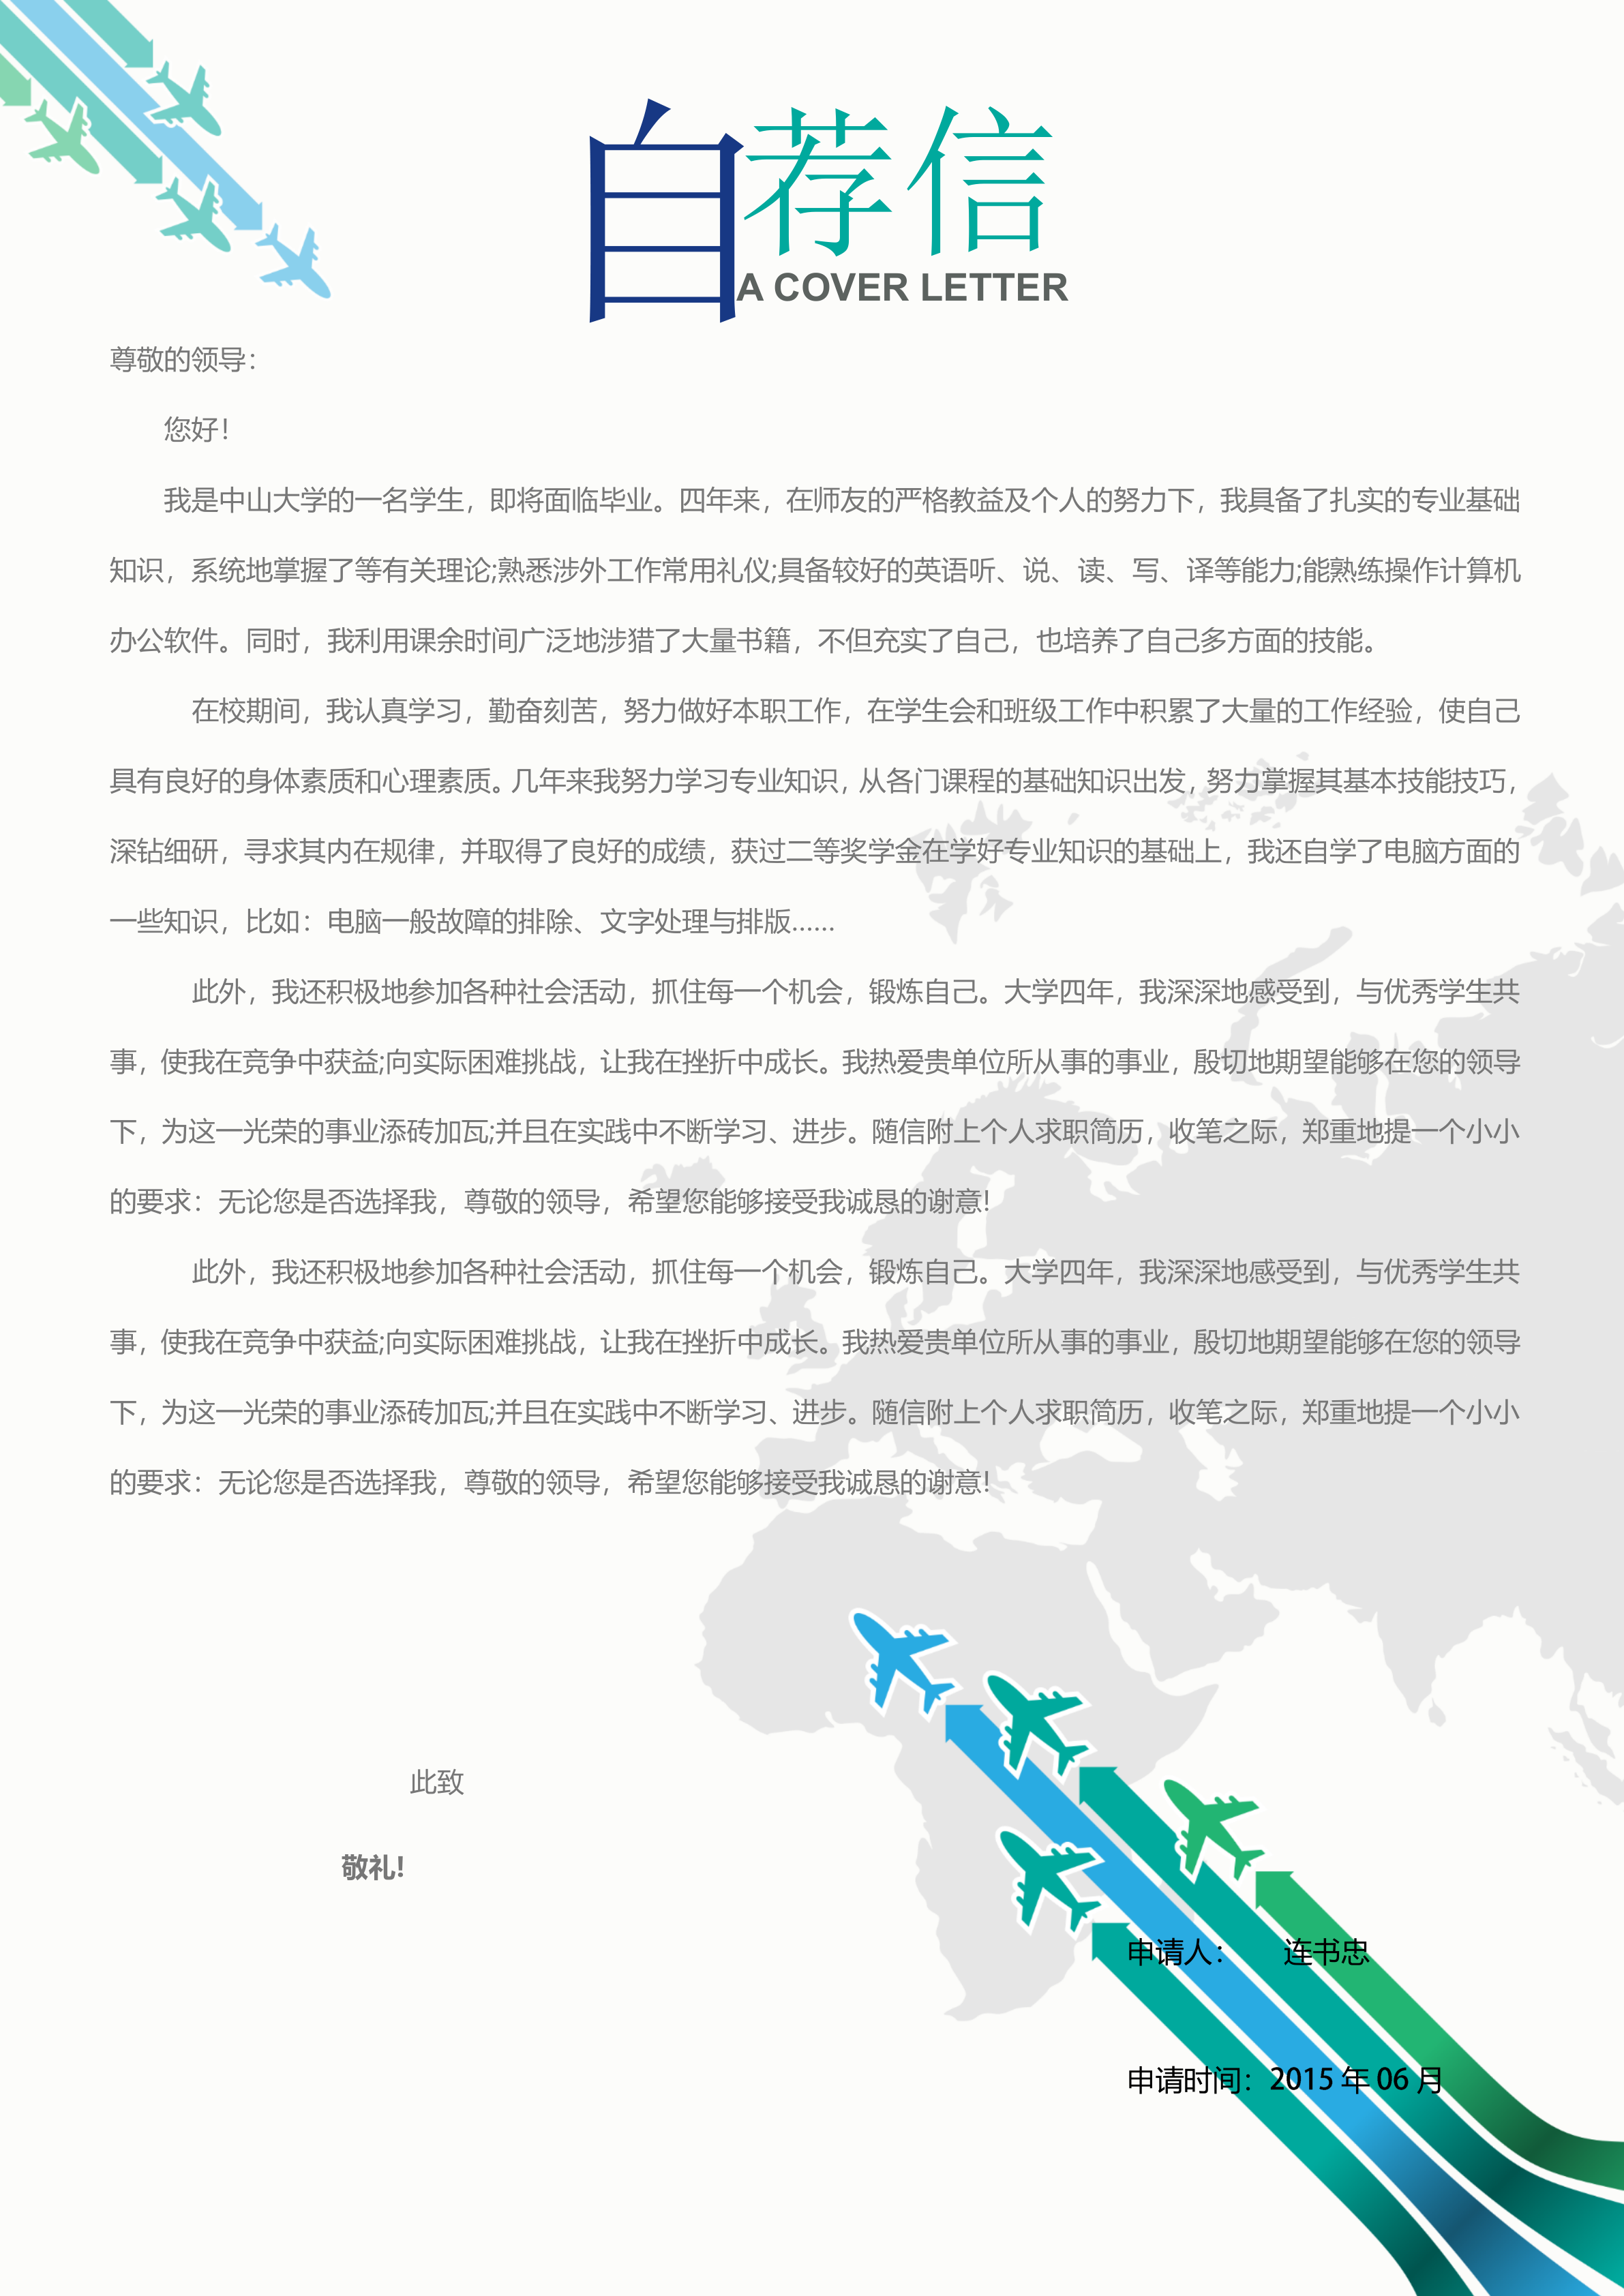 自荐信
A COVER LETTER
尊敬的领导：
您好！
我是中山大学的一名学生，即将面临毕业。四年来，在师友的严格教益及个人的努力下，我具备了扎实的专业基础
知识，系统地掌握了等有关理论;熟悉涉外工作常用礼仪;具备较好的英语听、说、读、写、译等能力;能熟练操作计算机
办公软件。同时，我利用课余时间广泛地涉猎了大量书籍，不但充实了自己，也培养了自己多方面的技能。
在校期间，我认真学习，勤奋刻苦，努力做好本职工作，在学生会和班级工作中积累了大量的工作经验，使自己
具有良好的身体素质和心理素质。几年来我努力学习专业知识，从各门课程的基础知识出发，努力掌握其基本技能技巧，
深钻细研，寻求其内在规律，并取得了良好的成绩，获过二等奖学金在学好专业知识的基础上，我还自学了电脑方面的
一些知识，比如：电脑一般故障的排除、文字处理与排版......
此外，我还积极地参加各种社会活动，抓住每一个机会，锻炼自己。大学四年，我深深地感受到，与优秀学生共
事，使我在竞争中获益;向实际困难挑战，让我在挫折中成长。我热爱贵单位所从事的事业，殷切地期望能够在您的领导
下，为这一光荣的事业添砖加瓦;并且在实践中不断学习、进步。随信附上个人求职简历，收笔之际，郑重地提一个小小
的要求：无论您是否选择我，尊敬的领导，希望您能够接受我诚恳的谢意!
此外，我还积极地参加各种社会活动，抓住每一个机会，锻炼自己。大学四年，我深深地感受到，与优秀学生共
事，使我在竞争中获益;向实际困难挑战，让我在挫折中成长。我热爱贵单位所从事的事业，殷切地期望能够在您的领导
下，为这一光荣的事业添砖加瓦;并且在实践中不断学习、进步。随信附上个人求职简历，收笔之际，郑重地提一个小小
的要求：无论您是否选择我，尊敬的领导，希望您能够接受我诚恳的谢意!
此致
敬礼!
申请人： 连书忠
申请时间：2015 年 06 月